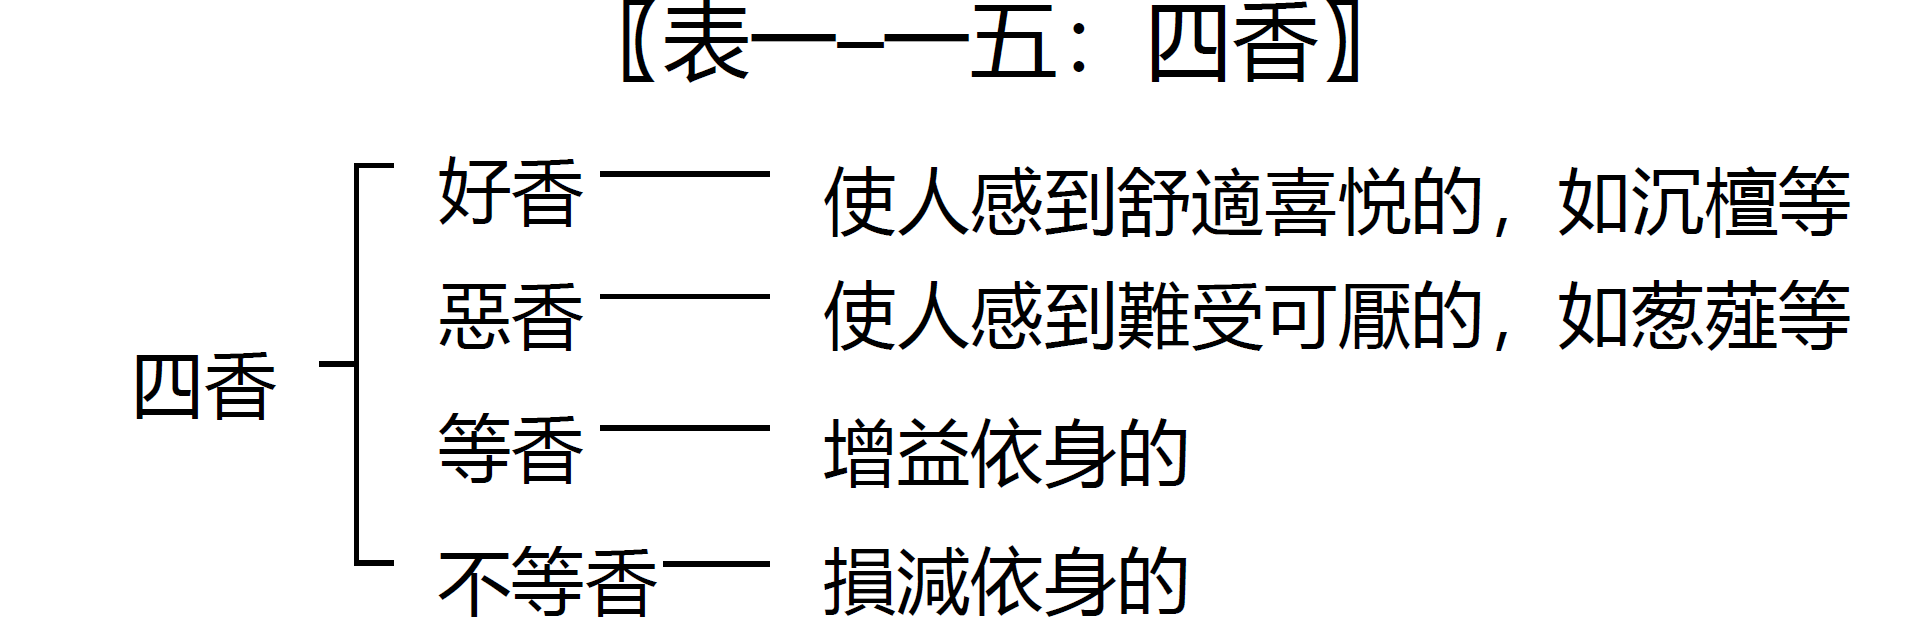 〖表一–一五：四香〗
好香 使人感到舒適喜悅的，如沉檀等
惡香 使人感到難受可厭的，如葱薤等
四香
等香 增益依身的
不等香 損減依身的